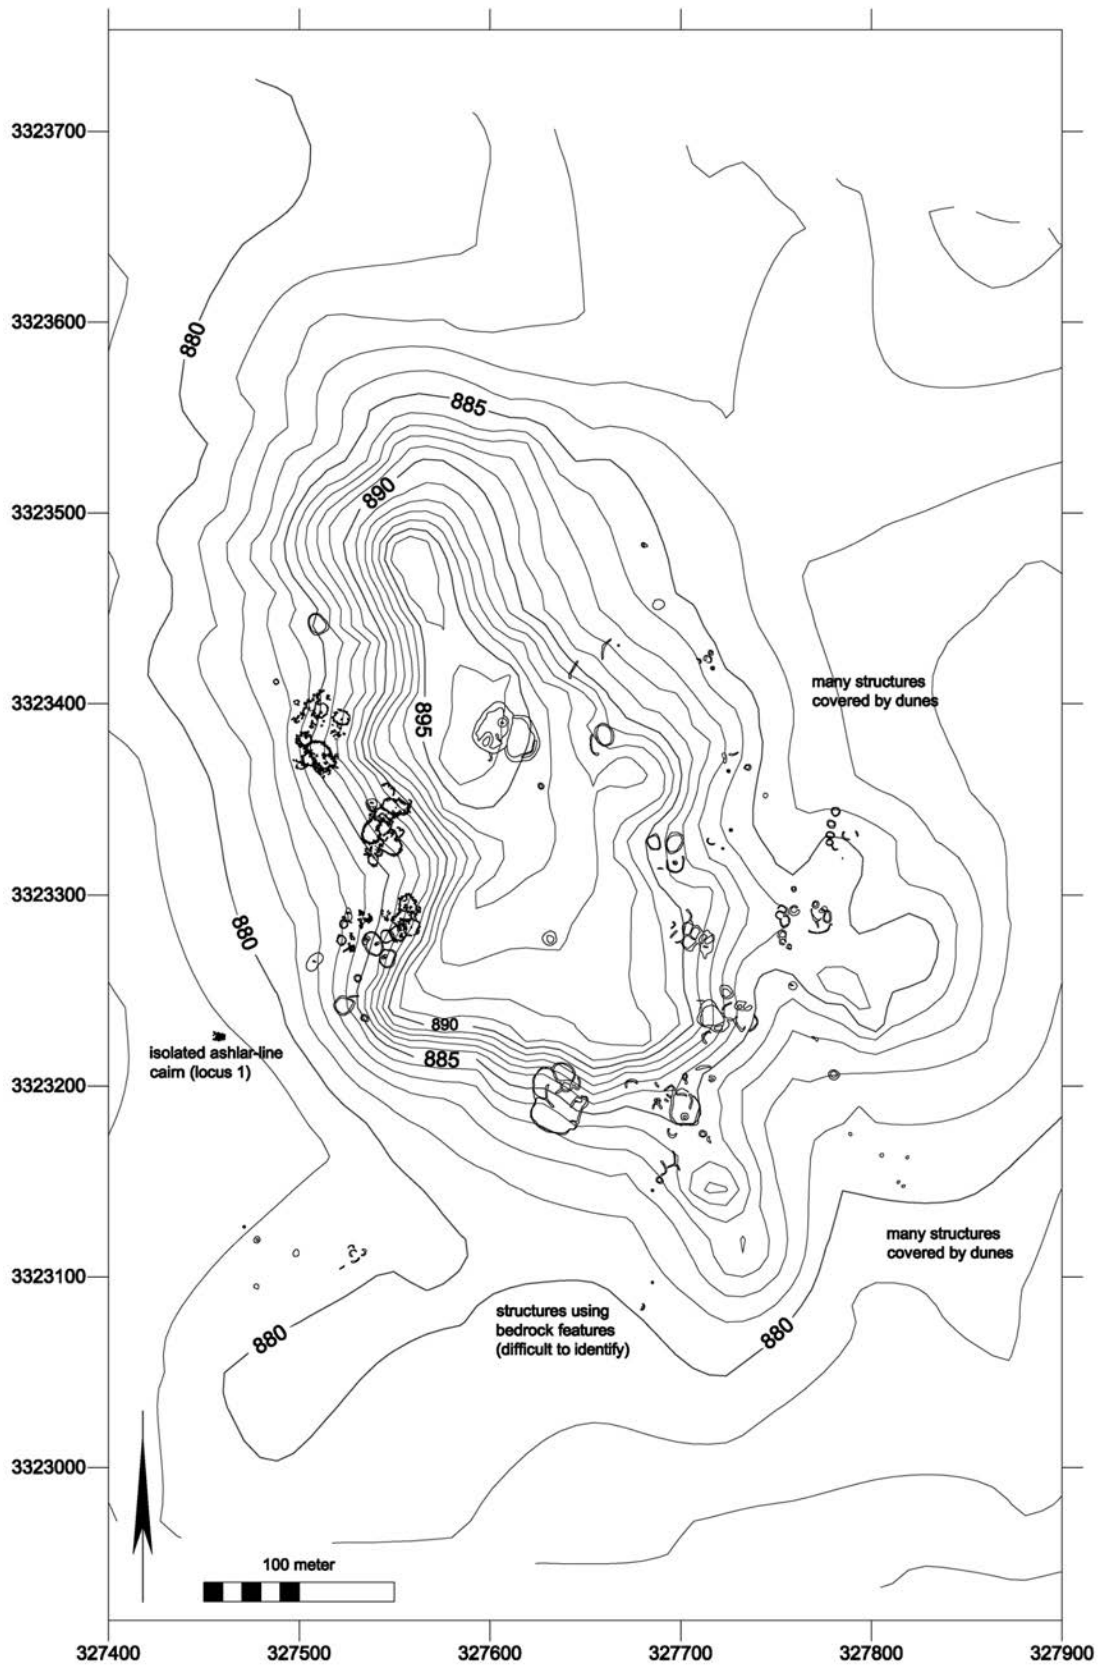 3323700
3323600
880
885
3323500
890
3323400
many structures
covered by dunes
895
3323300
880
890
885
isolated ashlar-line
cairn (locus 1)
3323200
many structures
covered by dunes
3323100
structures using
bedrock features
(difficult to identify)
880
880
3323000
100 meter
327400
327500
327600
327700
327800
327900